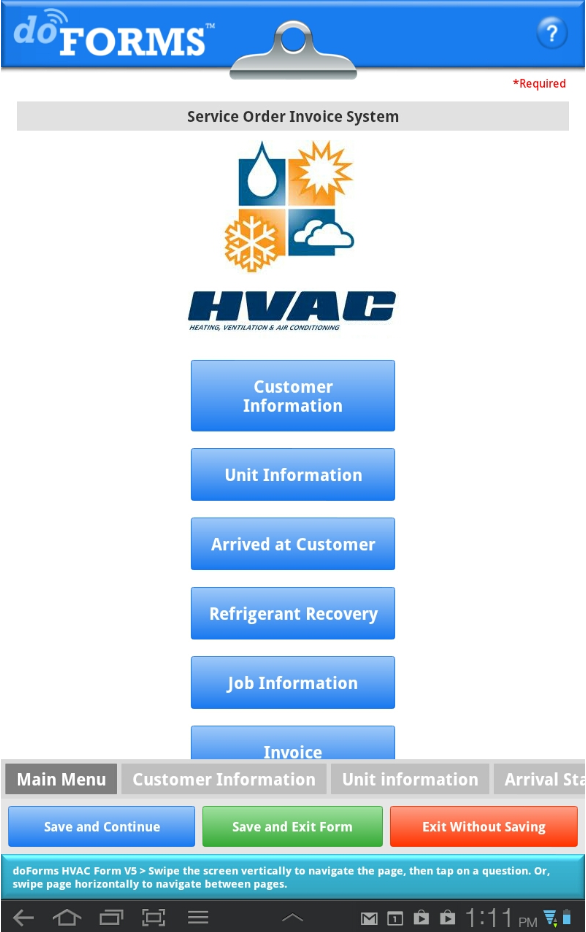 doFORMS™
?
*Required
Service Order Invoice System
HVAC
HEATING, VENTILATION & AIR CONDITIONING
Customer
Information
Unit Information
Arrived at Customer
Refrigerant Recovery
Job Information
Invoice
Main Menu Customer Information Unit information Arrival Sta
Save and Continue Save and Exit Form Exit Without Saving
doForms HVAC Form V5 > Swipe the screen vertically to navigate the page, then tap on a question. Or,
swipe page horizontally to navigate between pages.
1 1:11 PM